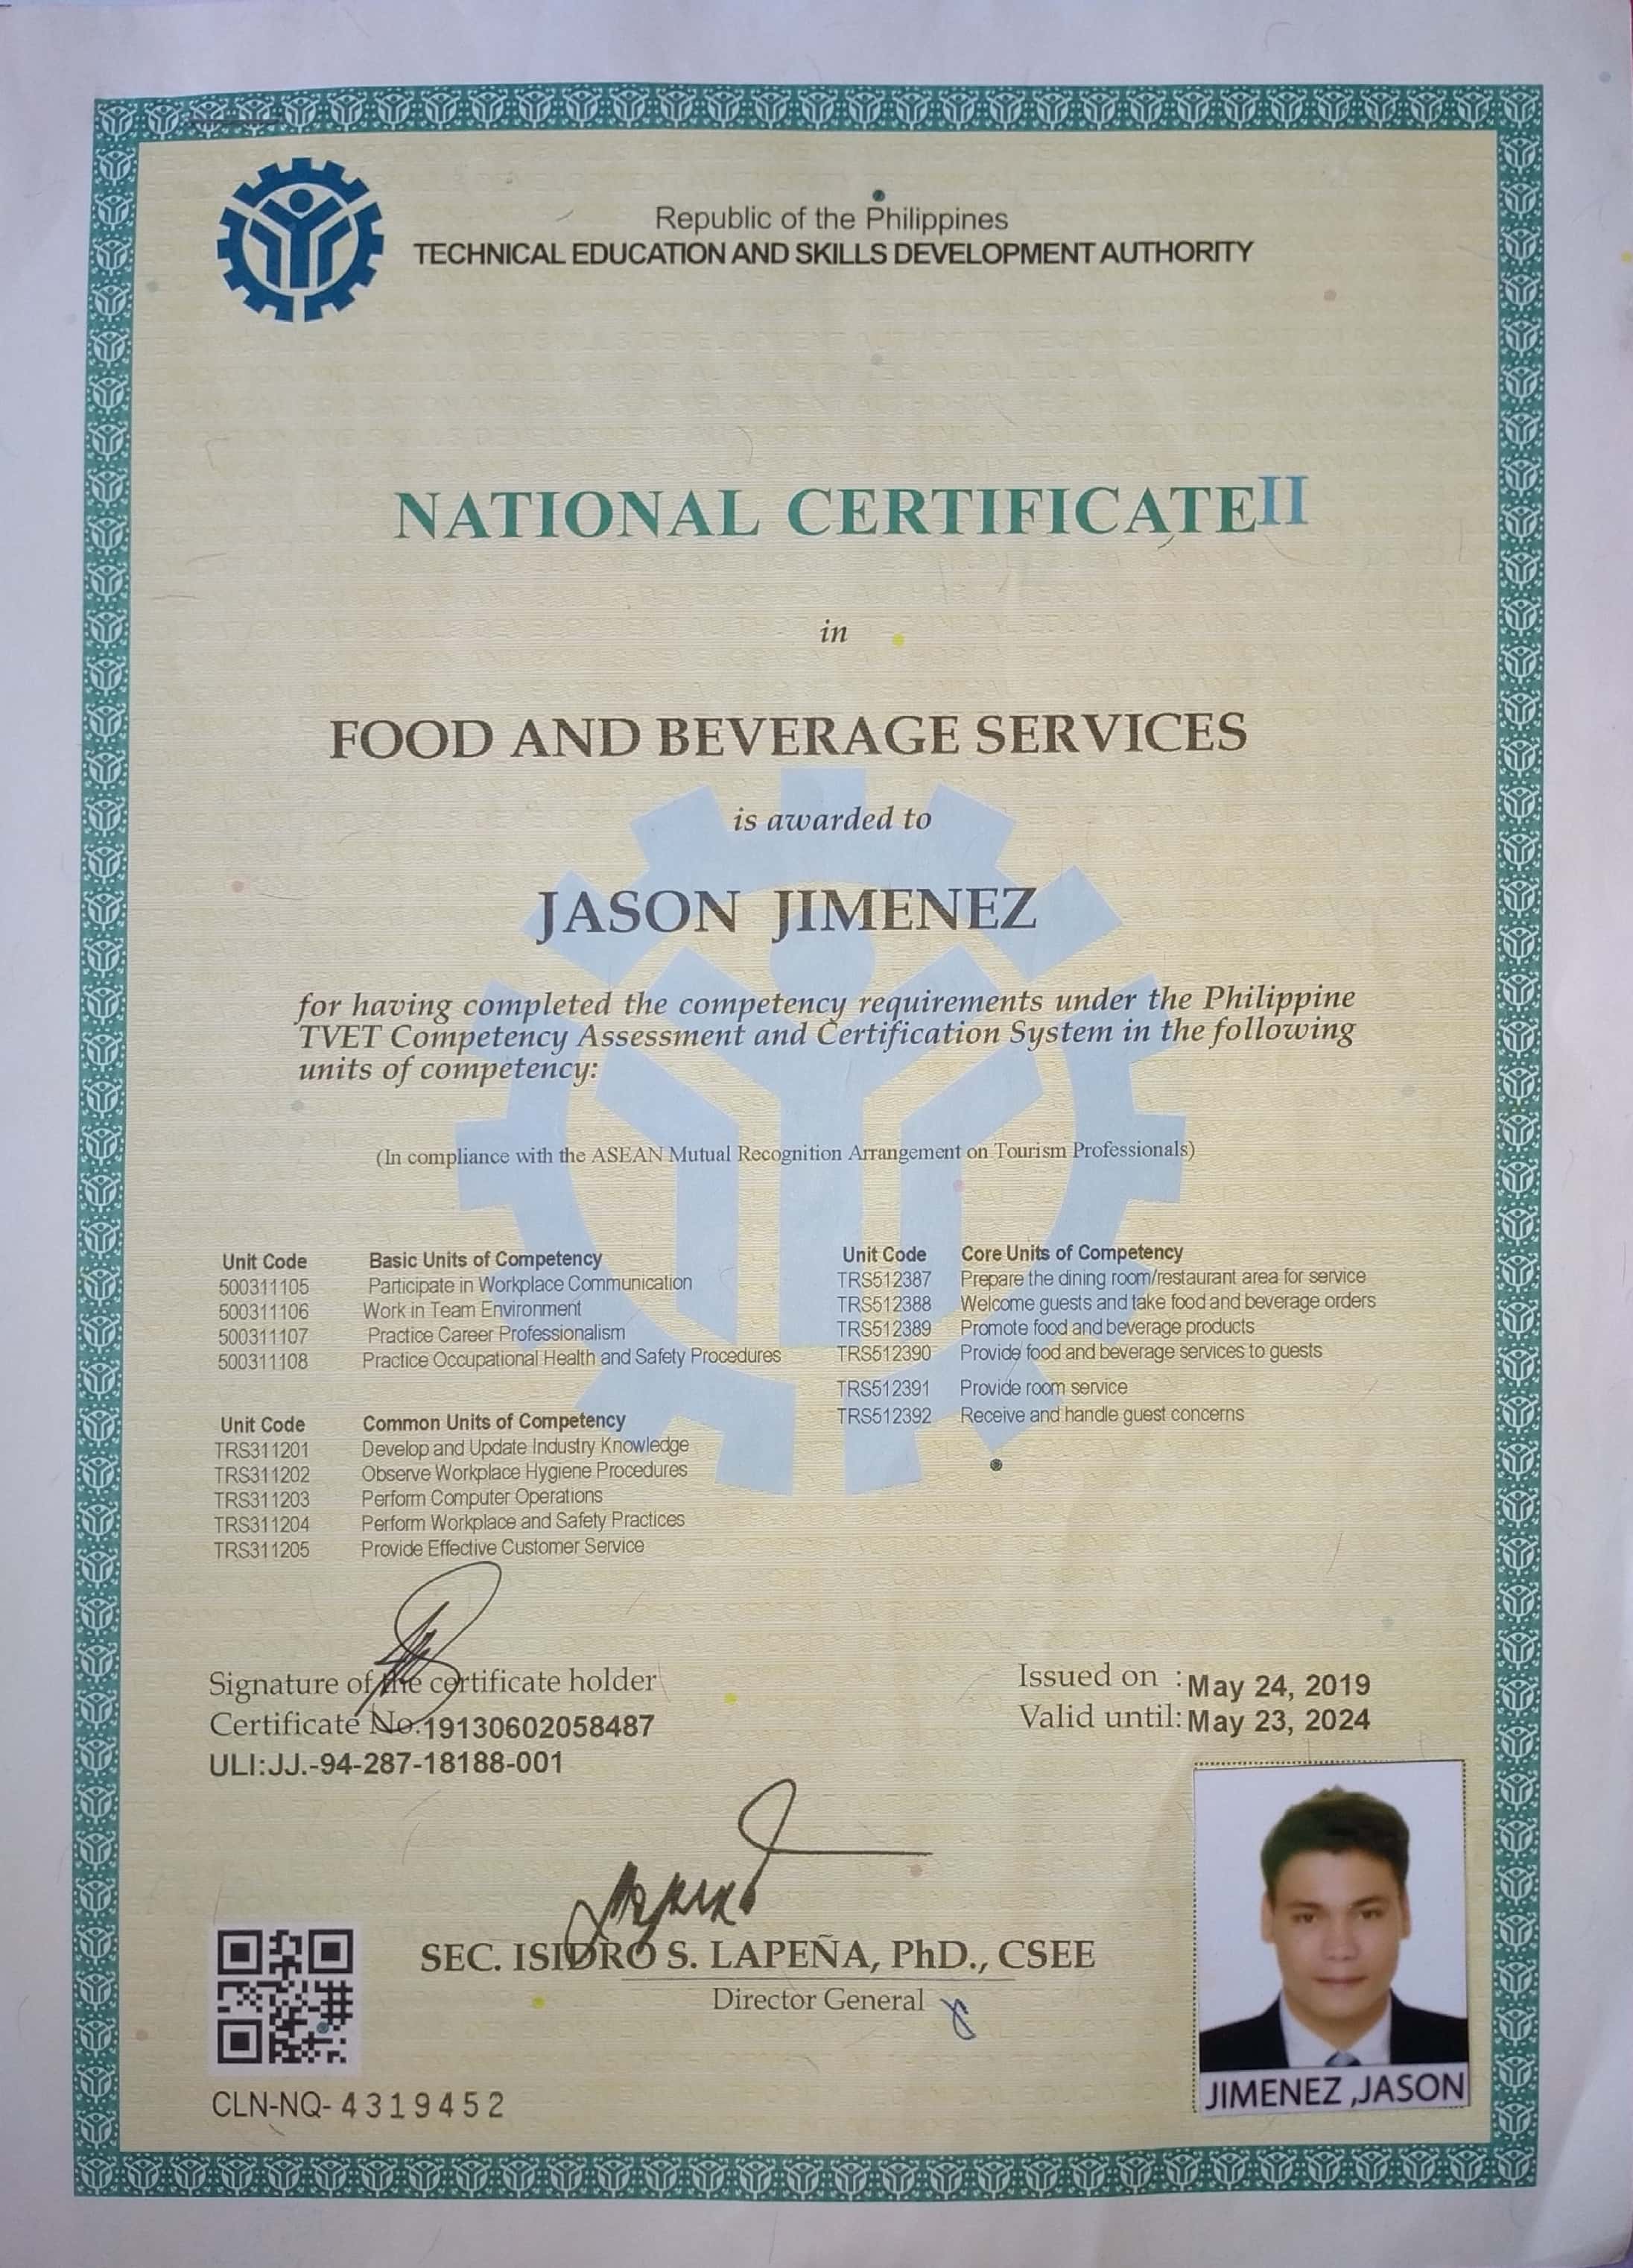 Republic of the Philippines
TECHNICAL EDUCATION AND SKILLS DEVELOPMENT AUTHORITY
NATIONAL CERTIFICATE II
in
FOOD AND BEVERAGE SERVICES
is awarded to
JASON JIMENEZ
for having completed the competency requirements under the Philippine
TVET Competency Assessment and Certification System in the following
units of competency:
(In compliance with the ASEAN Mutual Recognition Arrangement on Tourism Professionals)
Unit Code Basic Units of Competency
500311105 Participate in Workplace Communication
500311106 Work in Team Environment
500311107 Practice Career Professionalism
500311108 Practice Occupational Health and Safety Procedures
Unit Code Common Units of Competency
TRS311201 Develop and Update Industry Knowledge
TRS311202 Observe Workplace Hygiene Procedures
TRS311203 Perform Computer Operations
TRS311204 Perform Workplace and Safety Practices
TRS311205 Provide Effective Customer Service
Unit Code Core Units of Competency
TRS512387 Prepare the dining room/restaurant area for service
TRS512388 Welcome guests and take food and beverage orders
TRS512389 Promote food and beverage products
TRS512390 Provide food and beverage services to guests
TRS512391 Provide room service
TRS512392 Receive and handle guest concerns
Signature of the certificate holder
Certificate No.19130602058487
ULI:JJ.-94-287-18188-001
Issued on : May 24, 2019
Valid until: May 23, 2024
SEC. ISIDRO S. LAPEÑA, PhD., CSEE
Director General
CLN-NQ- 4319452
JIMENEZ ,JASON